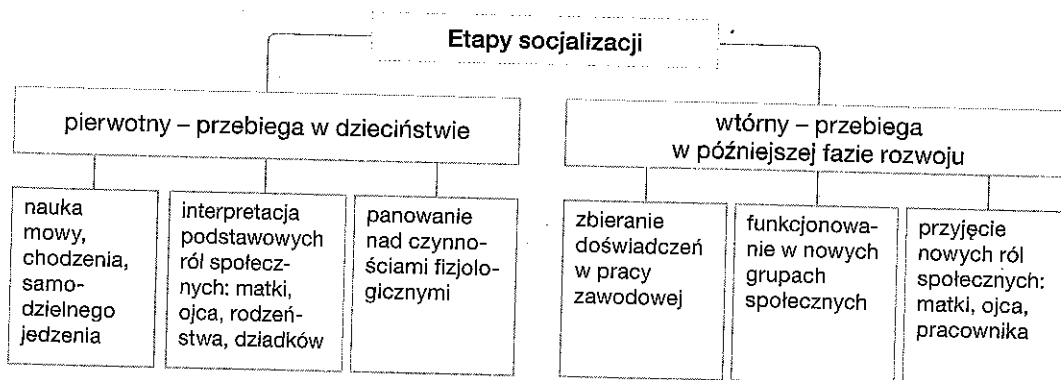 Etapy socjalizacji
pierwotny – przebiega w dzieciństwie
wtórny – przebiega
w późniejszej fazie rozwoju
nauka
mowy,
chodzenia,
samo-
dzielnego
jedzenia
interpretacja
podstawowych
ról społecz-
nych: matki,
ojca, rodzeń-
stwa, dziadków
panowanie
nad czynno-
ściami fizjolo-
gicznymi
zbieranie
doświadczeń
w pracy
zawodowej
funkcjonowa-
nie w nowych
grupach
społecznych
przyjęcie
nowych ról
społecznych:
matki, ojca,
pracownika